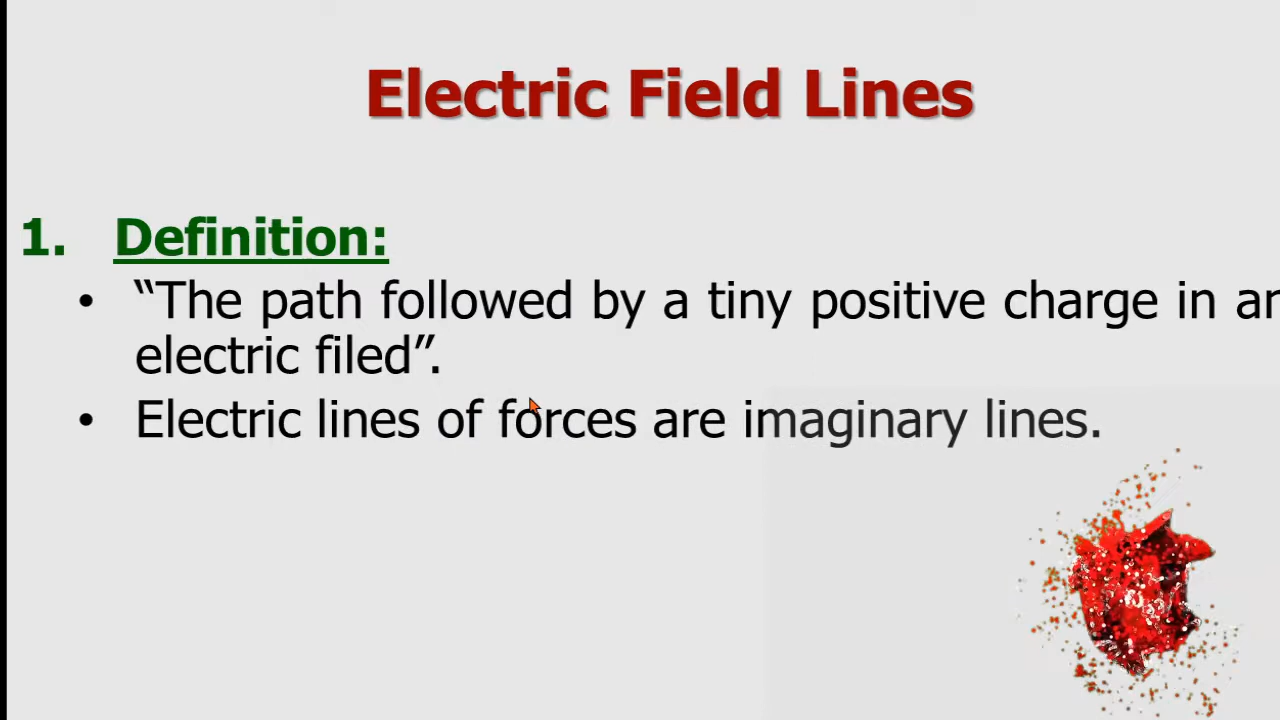 Electric Field Lines
1. Definition:
• “The path followed by a tiny positive charge in
electric filed”.
• Electric lines of forces are imaginary lines.